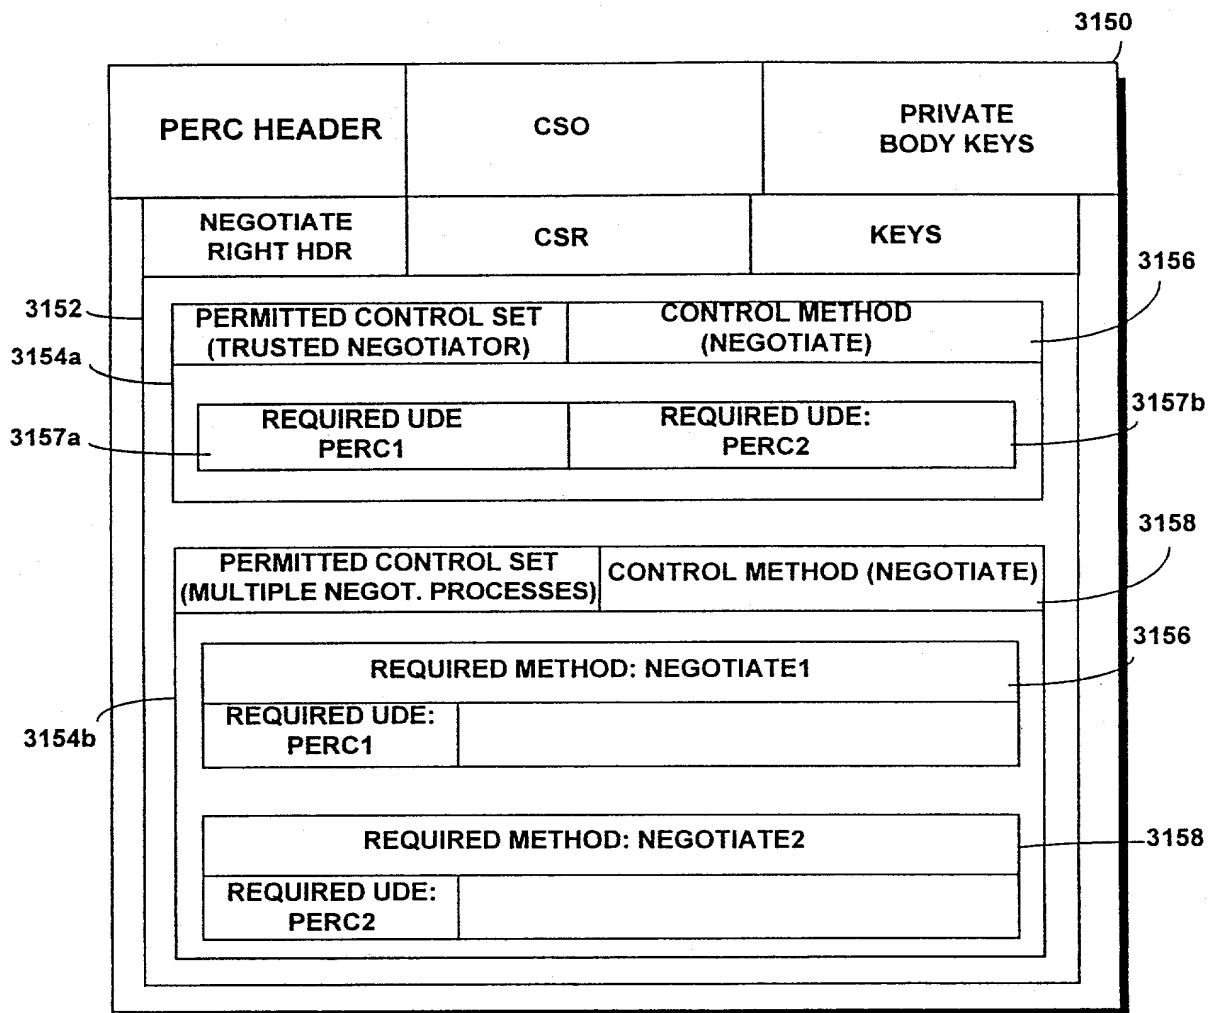 3150
PERC HEADER
CSO
PRIVATE
BODY KEYS
NEGOTIATE
RIGHT HDR
CSR
KEYS
3156
3152
PERMITTED CONTROL SET
(TRUSTED NEGOTIATOR)
CONTROL METHOD
(NEGOTIATE)
3154a
3157b
REQUIRED UDE
PERC1
REQUIRED UDE:
PERC2
3157a
3158
PERMITTED CONTROL SET
(MULTIPLE NEGOT. PROCESSES)
CONTROL METHOD (NEGOTIATE)
3156
REQUIRED METHOD: NEGOTIATE1
REQUIRED UDE:
PERC1
3154b
REQUIRED METHOD: NEGOTIATE2
3158
REQUIRED UDE:
PERC2